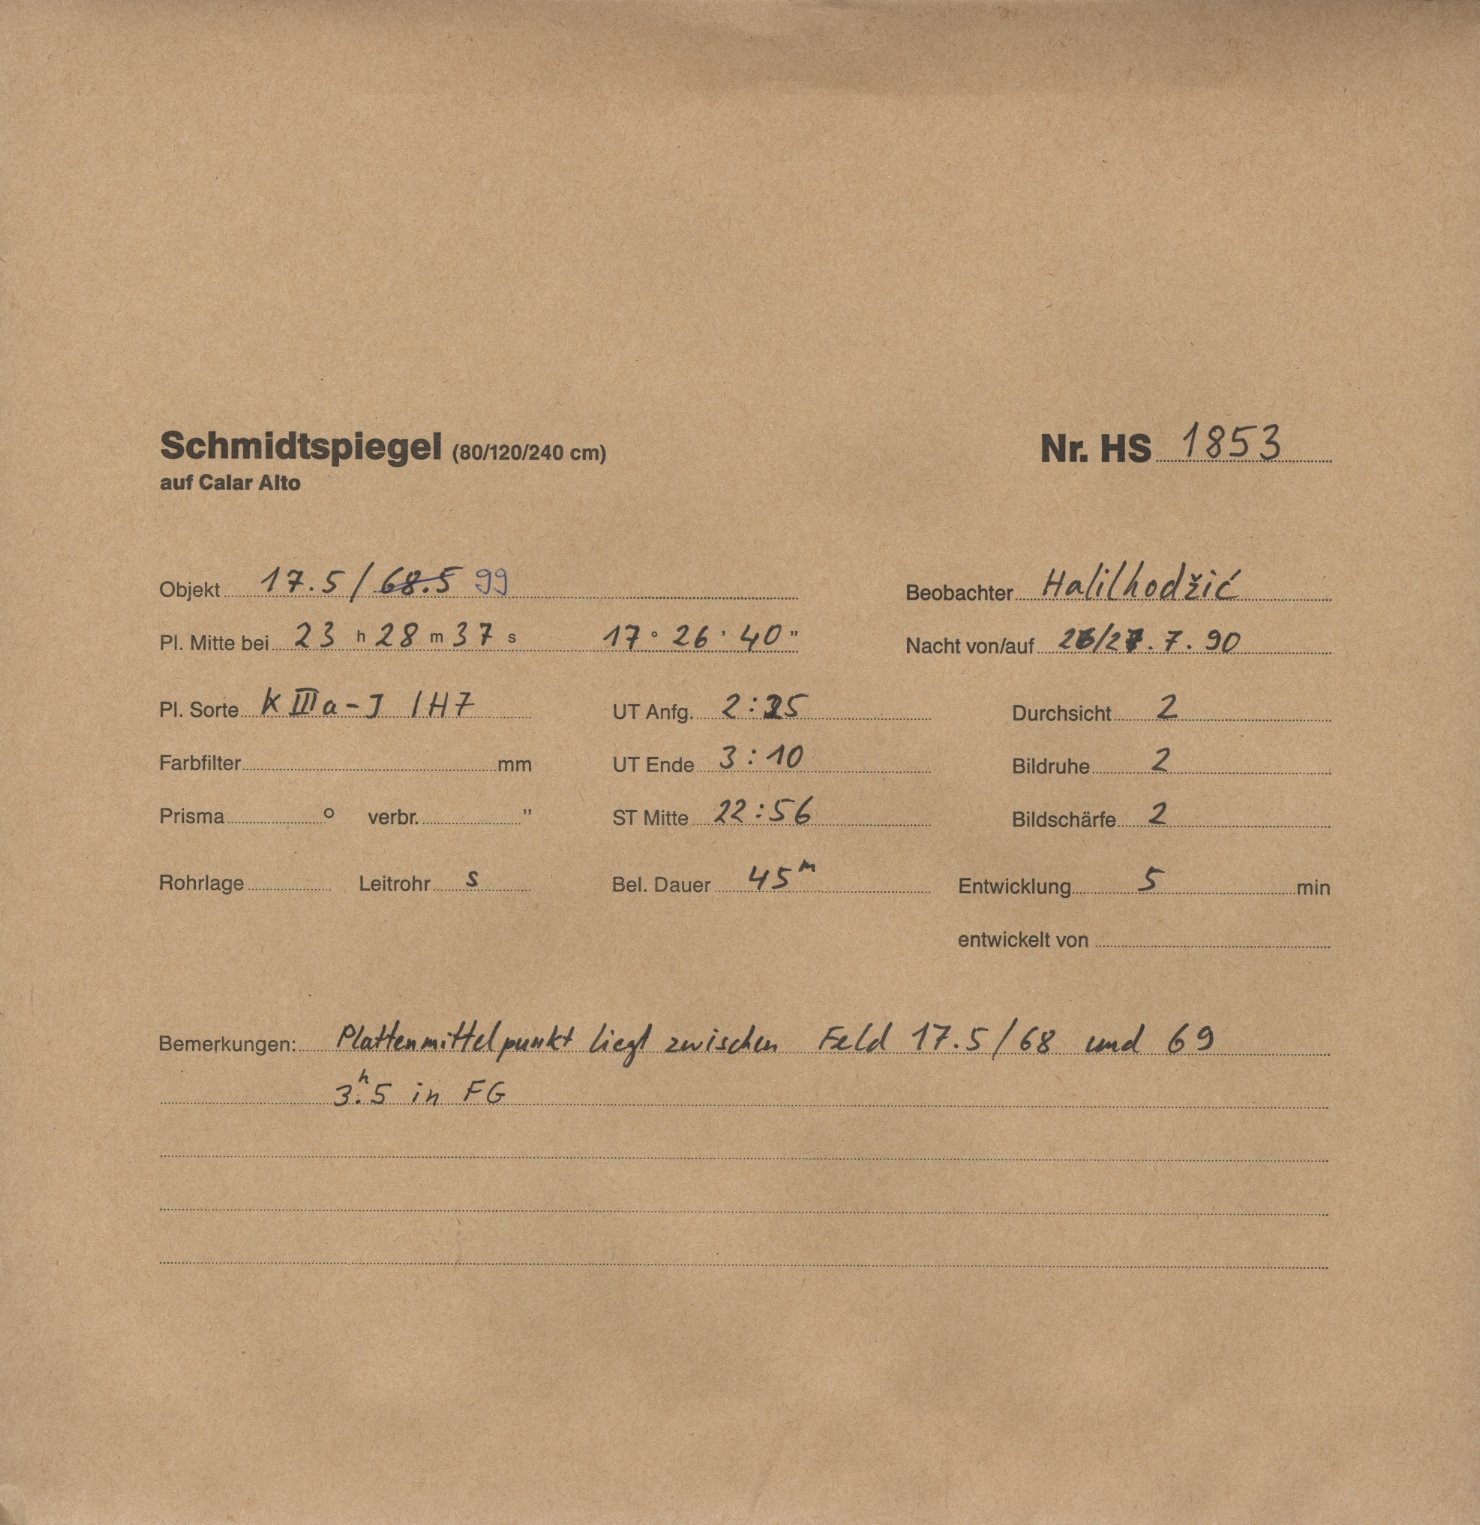 Schmidtspiegel (80/120/240 cm) Nr. HS 1853
auf Calar Alto
Objekt 17.5/68.5 99 Beobachter Halilhodžić
Pl. Mitte bei 23 h 28 m 37 s 17° 26' 40" Nacht von/auf 26/27.7.90
Pl. Sorte K IIIa-J IH7 UT Anfg. 2:25 Durchsicht 2
Farbfilter mm UT Ende 3:10 Bildruhe 2
Prisma ° verbr. " ST Mitte 22:56 Bildschärfe 2
Rohrlage Leitrohr s Bel. Dauer 45m Entwicklung 5 min
entwickelt von
Bemerkungen: Plattenmittelpunkt liegt zwischen Feld 17.5/68 und 69
3h.5 in FG